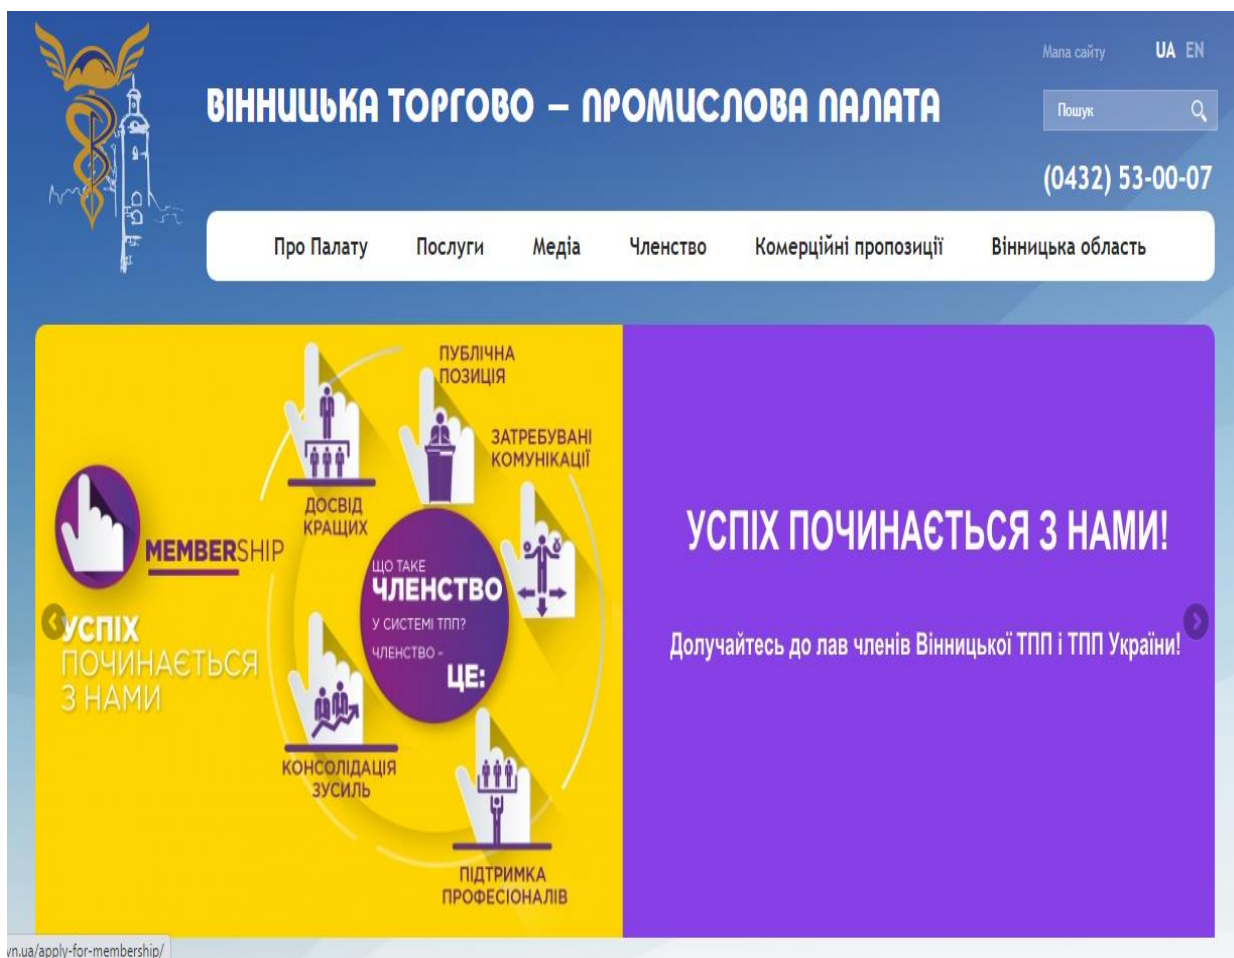 Мапа сайту UA EN
ВІННИЦЬКА ТОРГОВО – ПРОМИСЛОВА ПАЛАТА
Пошук
(0432) 53-00-07
Про Палату Послуги Медіа Членство Комерційні пропозиції Вінницька область
ПУБЛІЧНА
ПОЗИЦІЯ
ЗАТРЕБУВАНІ
КОМУНІКАЦІЇ
ДОСВІД
КРАЩИХ
MEMBERSHIP
УСПІХ
ПОЧИНАЄТЬСЯ
З НАМИ
ЩО ТАКЕ
ЧЛЕНСТВО
У СИСТЕМІ ТПП?
ЧЛЕНСТВО –
ЦЕ:
КОНСОЛІДАЦІЯ
ЗУСИЛЬ
ПІДТРИМКА
ПРОФЕСІОНАЛІВ
УСПІХ ПОЧИНАЄТЬСЯ З НАМИ!
Долучайтесь до лав членів Вінницької ТПП і ТПП України!
vn.ua/apply-for-membership/